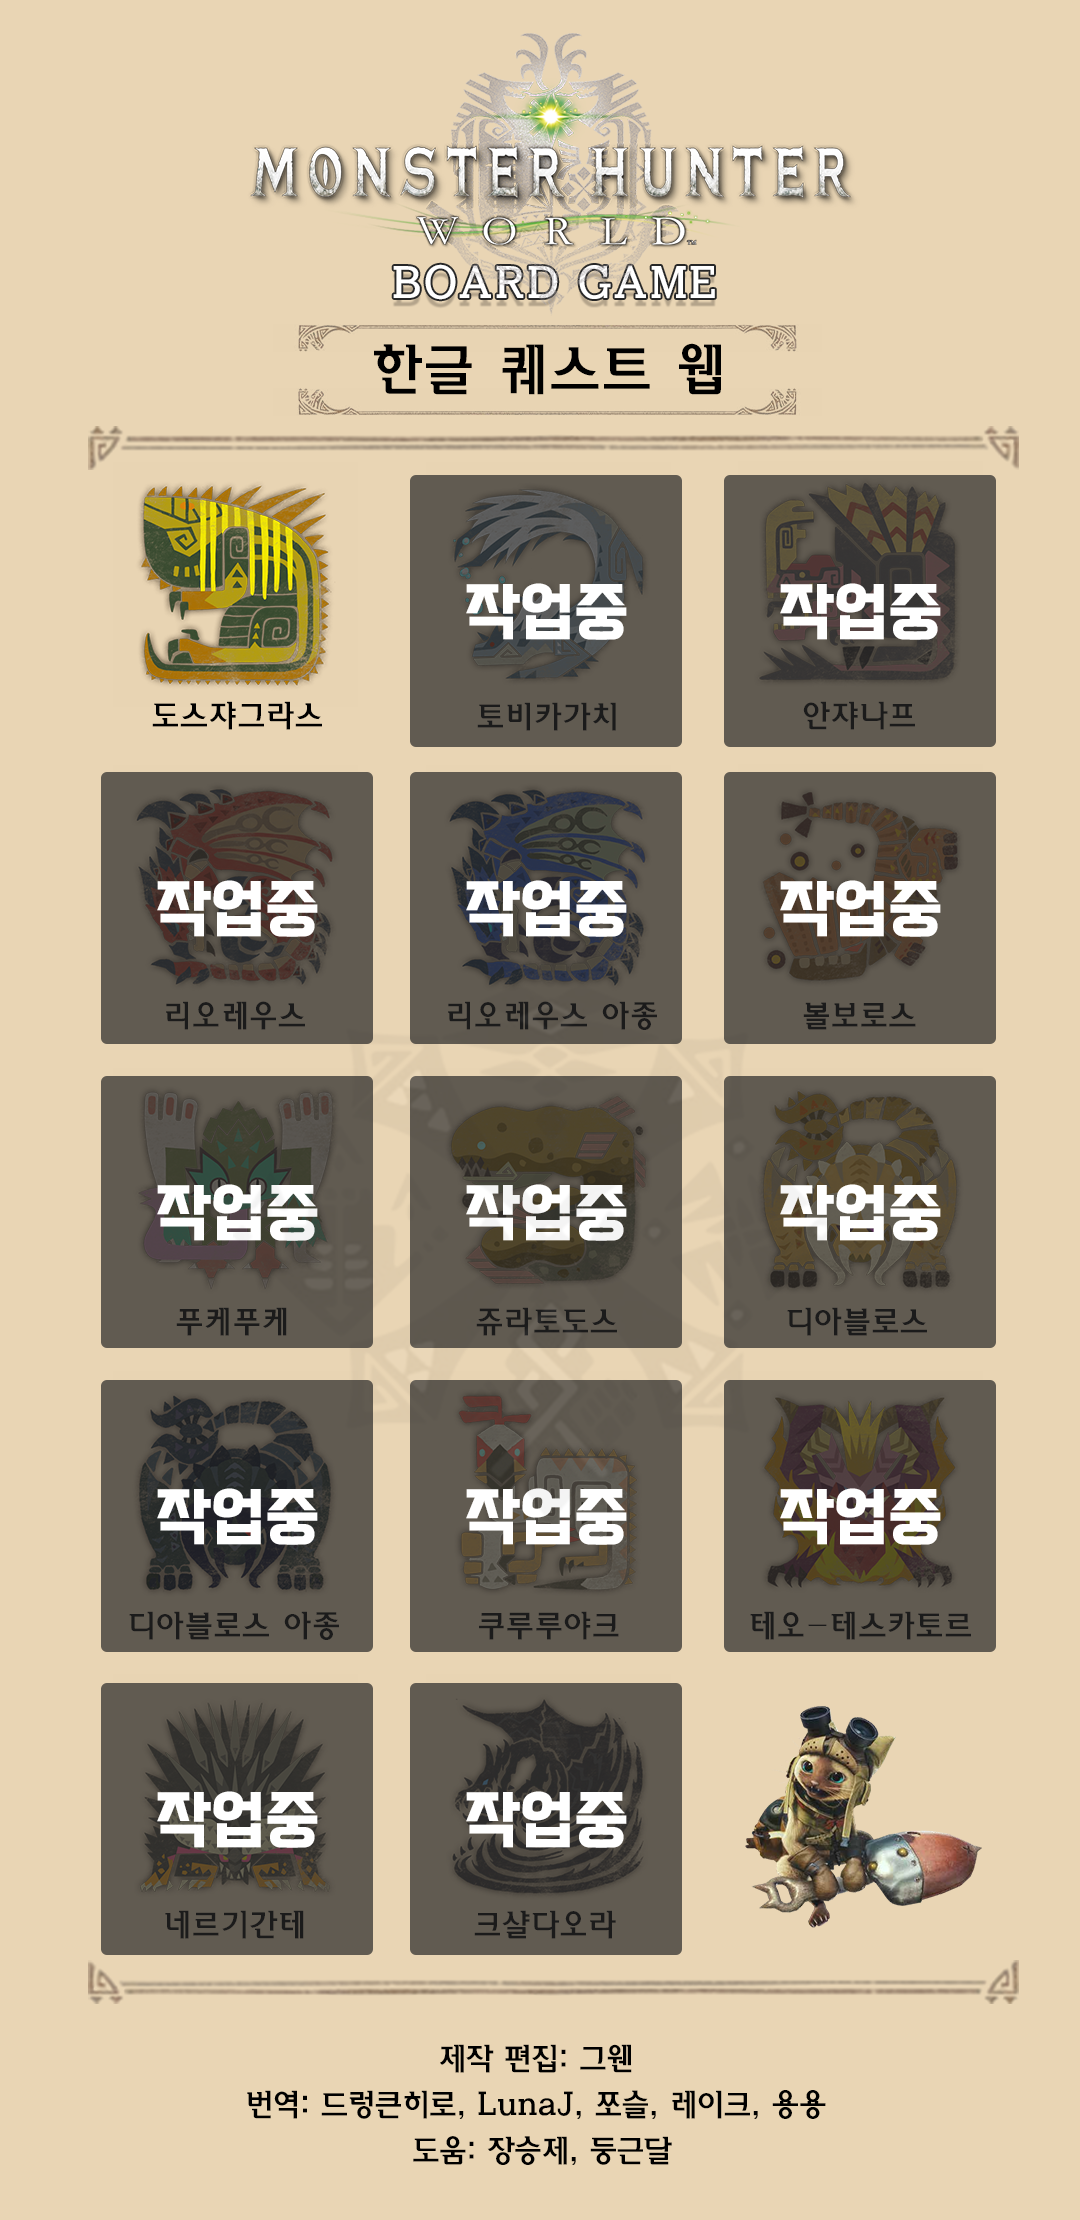 MONSTER HUNTER
WORLD™
BOARD GAME
한글 퀘스트 웹
작업중 작업중
도스쟈그라스 토비카가치 안쟈나프
작업중 작업중 작업중
리오레우스 리오레우스 아종 볼보로스
작업중 작업중 작업중
푸케푸케 쥬라토도스 디아블로스
작업중 작업중 작업중
디아블로스 아종 쿠루루야크 테오-테스카토르
작업중 작업중
네르기간테 크샬다오라
제작 편집: 그웬
번역: 드렁큰히로, LunaJ, 포슬, 레이크, 용용
도움: 장승제, 둥근달